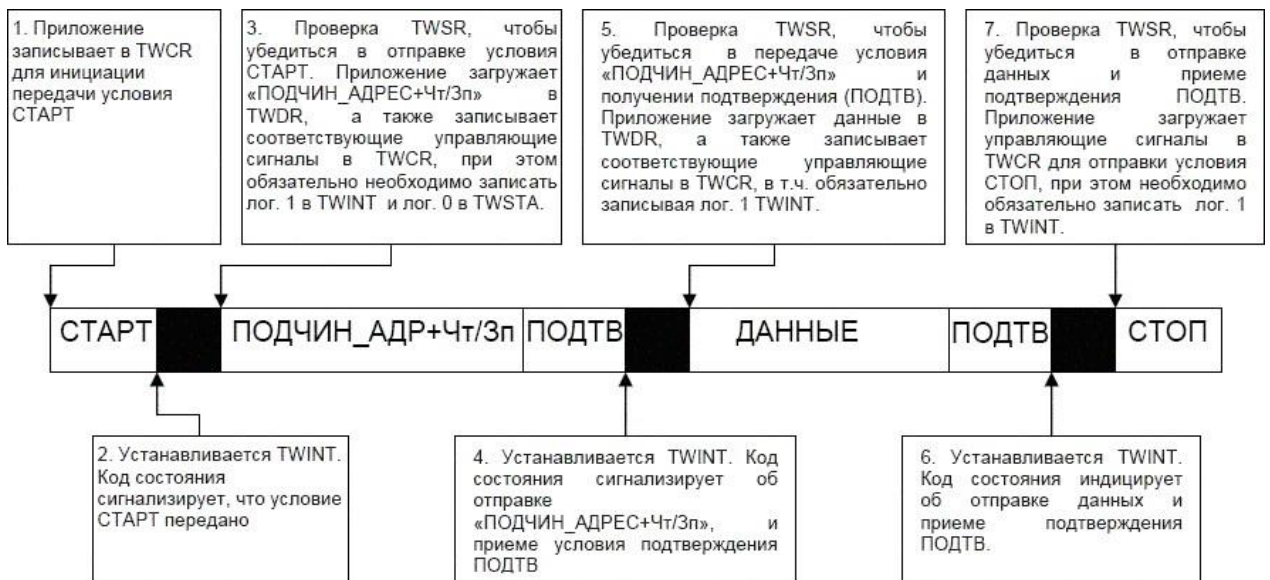 1. Приложение
записывает в TWCR
для инициации
передачи условия
СТАРТ
3. Проверка TWSR, чтобы
убедиться в отправке условия
СТАРТ. Приложение загружает
«ПОДЧИН_АДРЕС+Чт/Зп» в
TWDR, а также записывает
соответствующие управляющие
сигналы в TWCR, при этом
обязательно необходимо записать
лог. 1 в TWINT и лог. 0 в TWSTA.
5. Проверка TWSR, чтобы
убедиться в передаче условия
«ПОДЧИН_АДРЕС+Чт/Зп» и
получении подтверждения (ПОДТВ).
Приложение загружает данные в
TWDR, а также записывает
соответствующие управляющие
сигналы в TWCR, в т.ч. обязательно
записывая лог. 1 TWINT.
7. Проверка TWSR, чтобы
убедиться в отправке
данных и приеме
подтверждения ПОДТВ.
Приложение загружает
управляющие сигналы в
TWCR для отправки условия
СТОП, при этом необходимо
обязательно записать лог. 1
в TWINT.
СТАРТ ПОДЧИН_АДР+Чт/Зп ПОДТВ ДАННЫЕ ПОДТВ СТОП
2. Устанавливается TWINT.
Код состояния
сигнализирует, что условие
СТАРТ передано
4. Устанавливается TWINT. Код
состояния сигнализирует об
отправке
«ПОДЧИН_АДРЕС+Чт/Зп», и
приеме условия подтверждения
ПОДТВ
6. Устанавливается TWINT.
Код состояния индицирует
об отправке данных и
приеме подтверждения
ПОДТВ.